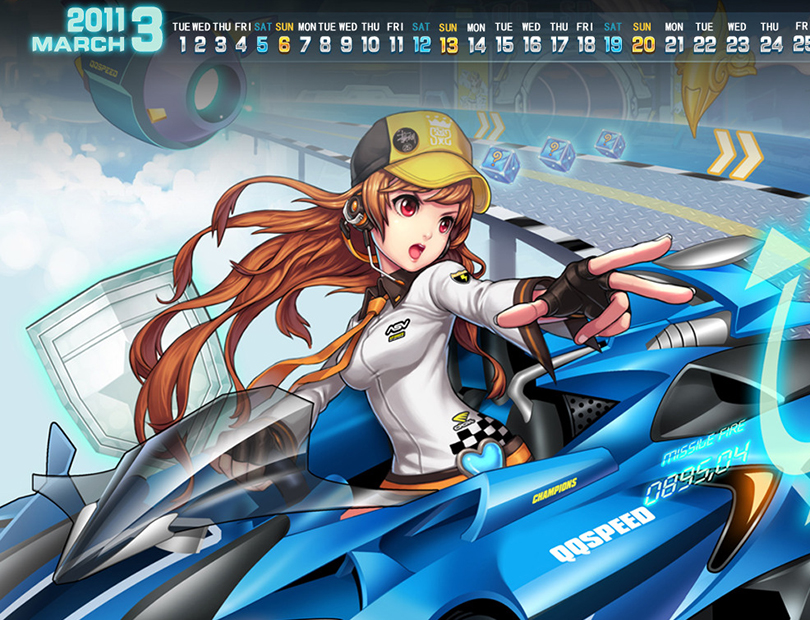 2011
MARCH 3
TUE WED THU FRI SAT SUN MON TUE WED THU FRI SAT SUN MON TUE WED THU FRI SAT SUN MON TUE WED THU
1 2 3 4 5 6 7 8 9 10 11 12 13 14 15 16 17 18 19 20 21 22 23 24
QQSPEED
CHAMPIONS
MISSILE FIRE
0895,04
QQSPEED